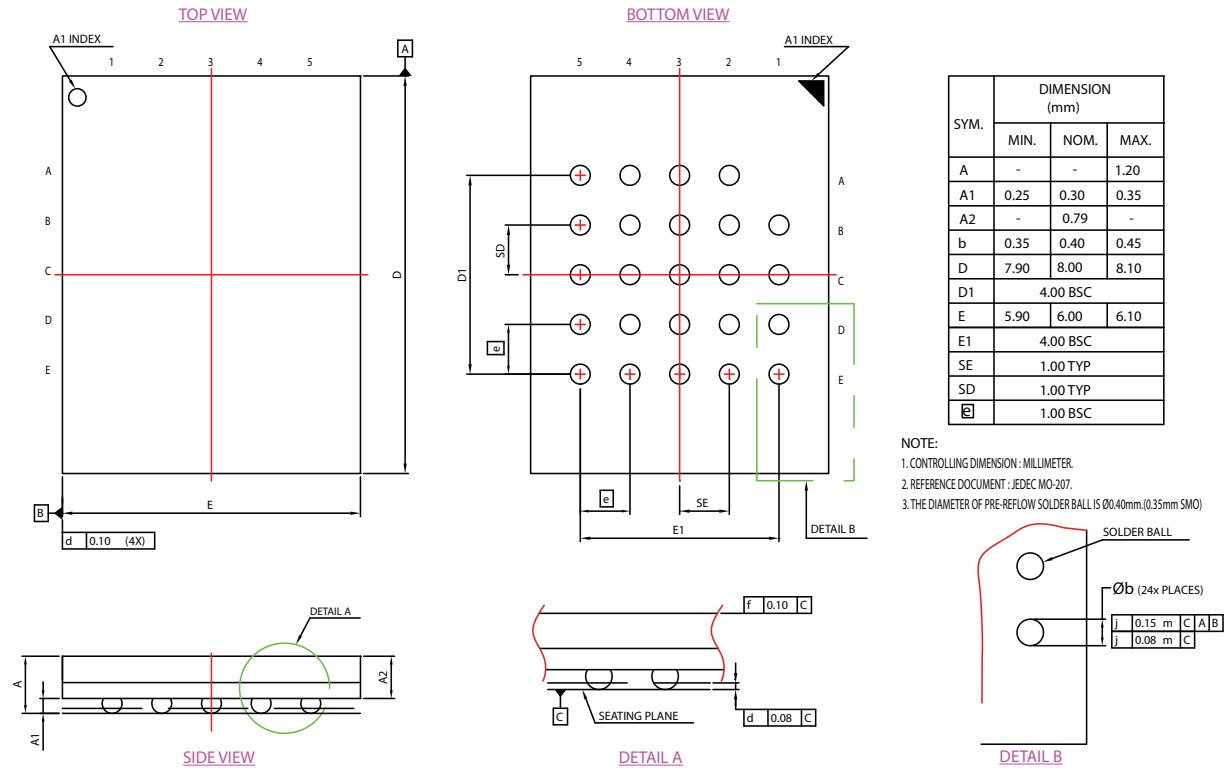 TOP VIEW
A1 INDEX
1 2 3 4 5
A
A
B
C
D
E
D
B
E
d 0.10 (4X)
BOTTOM VIEW
A1 INDEX
5 4 3 2 1
A
B
C
D
E
D1
SD
e
e
SE
E1
DETAIL B
SYM.
DIMENSION
(mm)
MIN. NOM. MAX.
A - - 1.20
A1 0.25 0.30 0.35
A2 - 0.79 -
b 0.35 0.40 0.45
D 7.90 8.00 8.10
D1 4.00 BSC
E 5.90 6.00 6.10
E1 4.00 BSC
SE 1.00 TYP
SD 1.00 TYP
e 1.00 BSC
NOTE:
1. CONTROLLING DIMENSION : MILLIMETER.
2. REFERENCE DOCUMENT : JEDEC MO-207.
3. THE DIAMETER OF PRE-REFLOW SOLDER BALL IS Ø0.40mm.(0.35mm SMO)
DETAIL A
A
A1
A2
SIDE VIEW
f 0.10 C
C
SEATING PLANE
d 0.08 C
DETAIL A
SOLDER BALL
Øb (24x PLACES)
j 0.15 m C A B
j 0.08 m C
DETAIL B